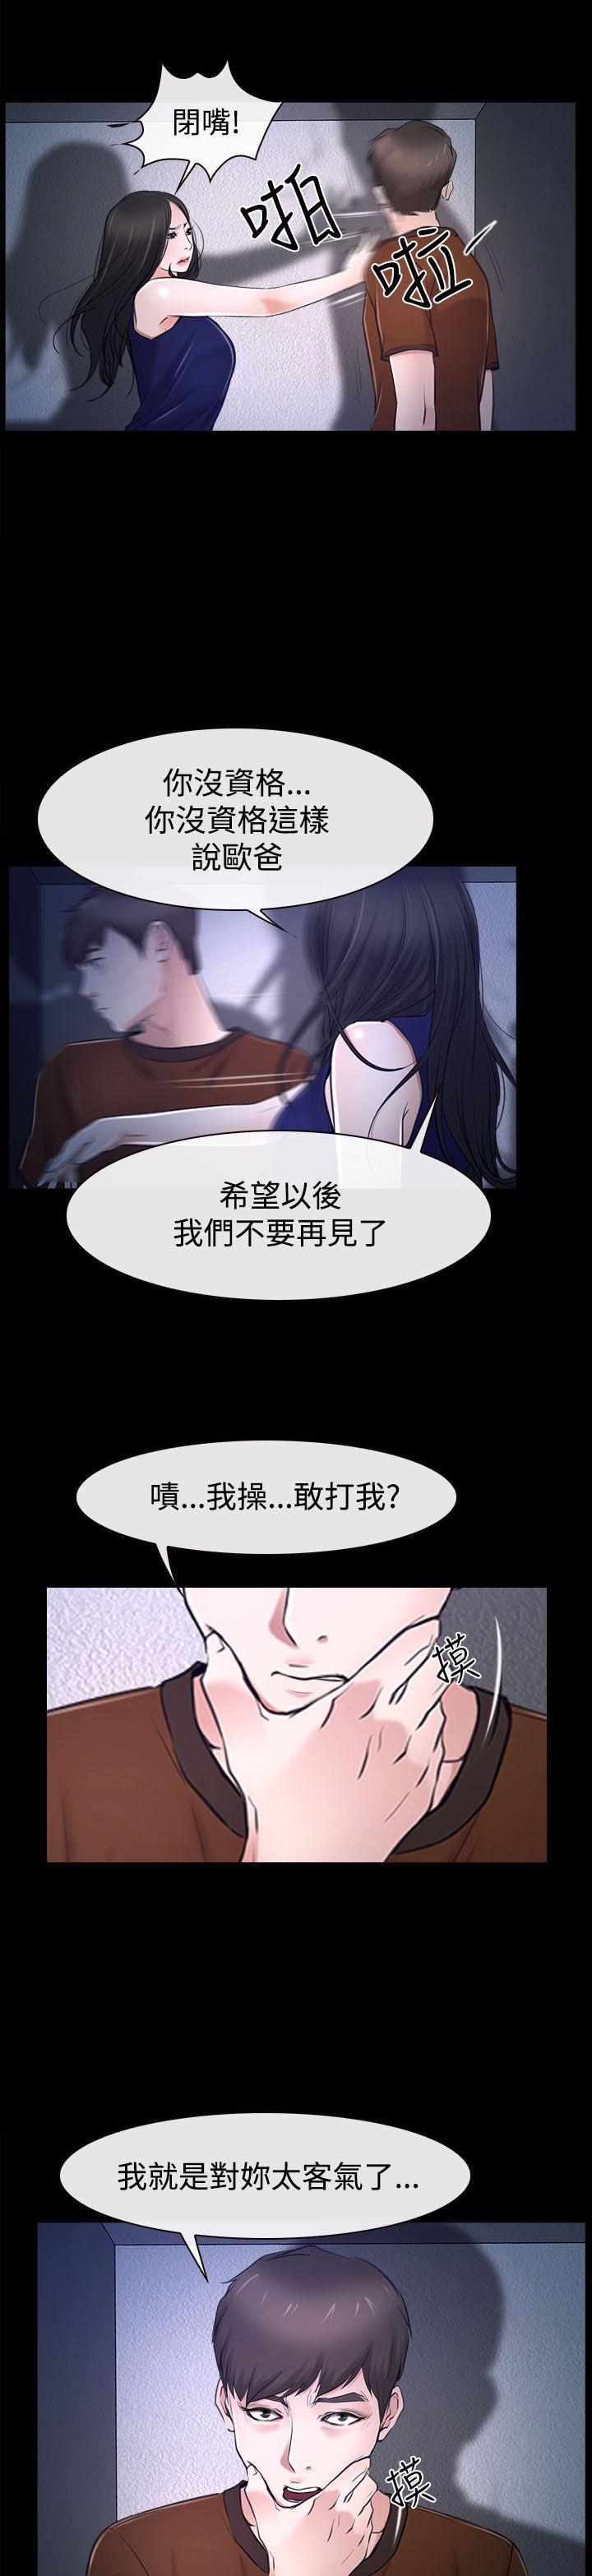 閉嘴!
啪
啦
你沒資格...
你沒資格這樣
說歐爸
希望以後
我們不要再見了
嘖...我操...敢打我?
摸
我就是對妳太客氣了...
摸